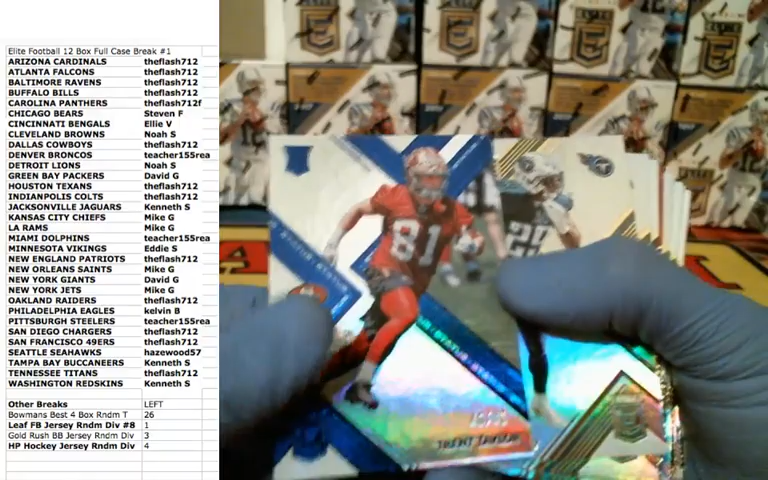 Elite Football 12 Box Full Case Break #1
ARIZONA CARDINALS theflash712
ATLANTA FALCONS theflash712
BALTIMORE RAVENS theflash712
BUFFALO BILLS theflash712
CAROLINA PANTHERS theflash712f
CHICAGO BEARS Steven F
CINCINNATI BENGALS Ellie V
CLEVELAND BROWNS Noah S
DALLAS COWBOYS theflash712
DENVER BRONCOS teacher155rea
DETROIT LIONS Noah S
GREEN BAY PACKERS David G
HOUSTON TEXANS theflash712
INDIANPOLIS COLTS theflash712
JACKSONVILLE JAGUARS Kenneth S
KANSAS CITY CHIEFS Mike G
LA RAMS Mike G
MIAMI DOLPHINS teacher155rea
MINNESOTA VIKINGS Eddie S
NEW ENGLAND PATRIOTS theflash712
NEW ORLEANS SAINTS Mike G
NEW YORK GIANTS David G
NEW YORK JETS Mike G
OAKLAND RAIDERS theflash712
PHILADELPHIA EAGLES kelvin B
PITTSBURGH STEELERS teacher155rea
SAN DIEGO CHARGERS theflash712
SAN FRANCISCO 49ERS theflash712
SEATTLE SEAHAWKS hazewood57
TAMPA BAY BUCCANEERS Kenneth S
TENNESSEE TITANS theflash712
WASHINGTON REDSKINS Kenneth S
Other Breaks LEFT
Bowmans Best 4 Box Rndm T 26
Leaf FB Jersey Rndm Div #8 1
Gold Rush BB Jersey Rndm Div 3
HP Hockey Jersey Rndm Div 4
81
TRENT TAYLOR